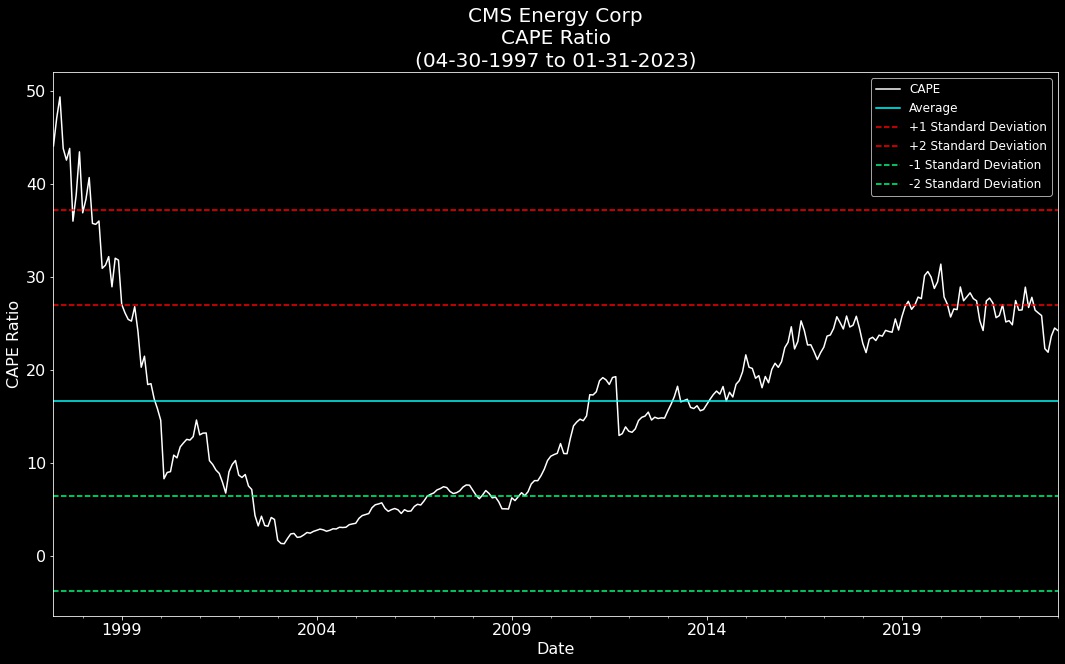 CMS Energy Corp
CAPE Ratio
(04-30-1997 to 01-31-2023)
CAPE
Average
+1 Standard Deviation
+2 Standard Deviation
-1 Standard Deviation
-2 Standard Deviation
CAPE Ratio
50
40
30
20
10
0
1999 2004 2009 2014 2019
Date